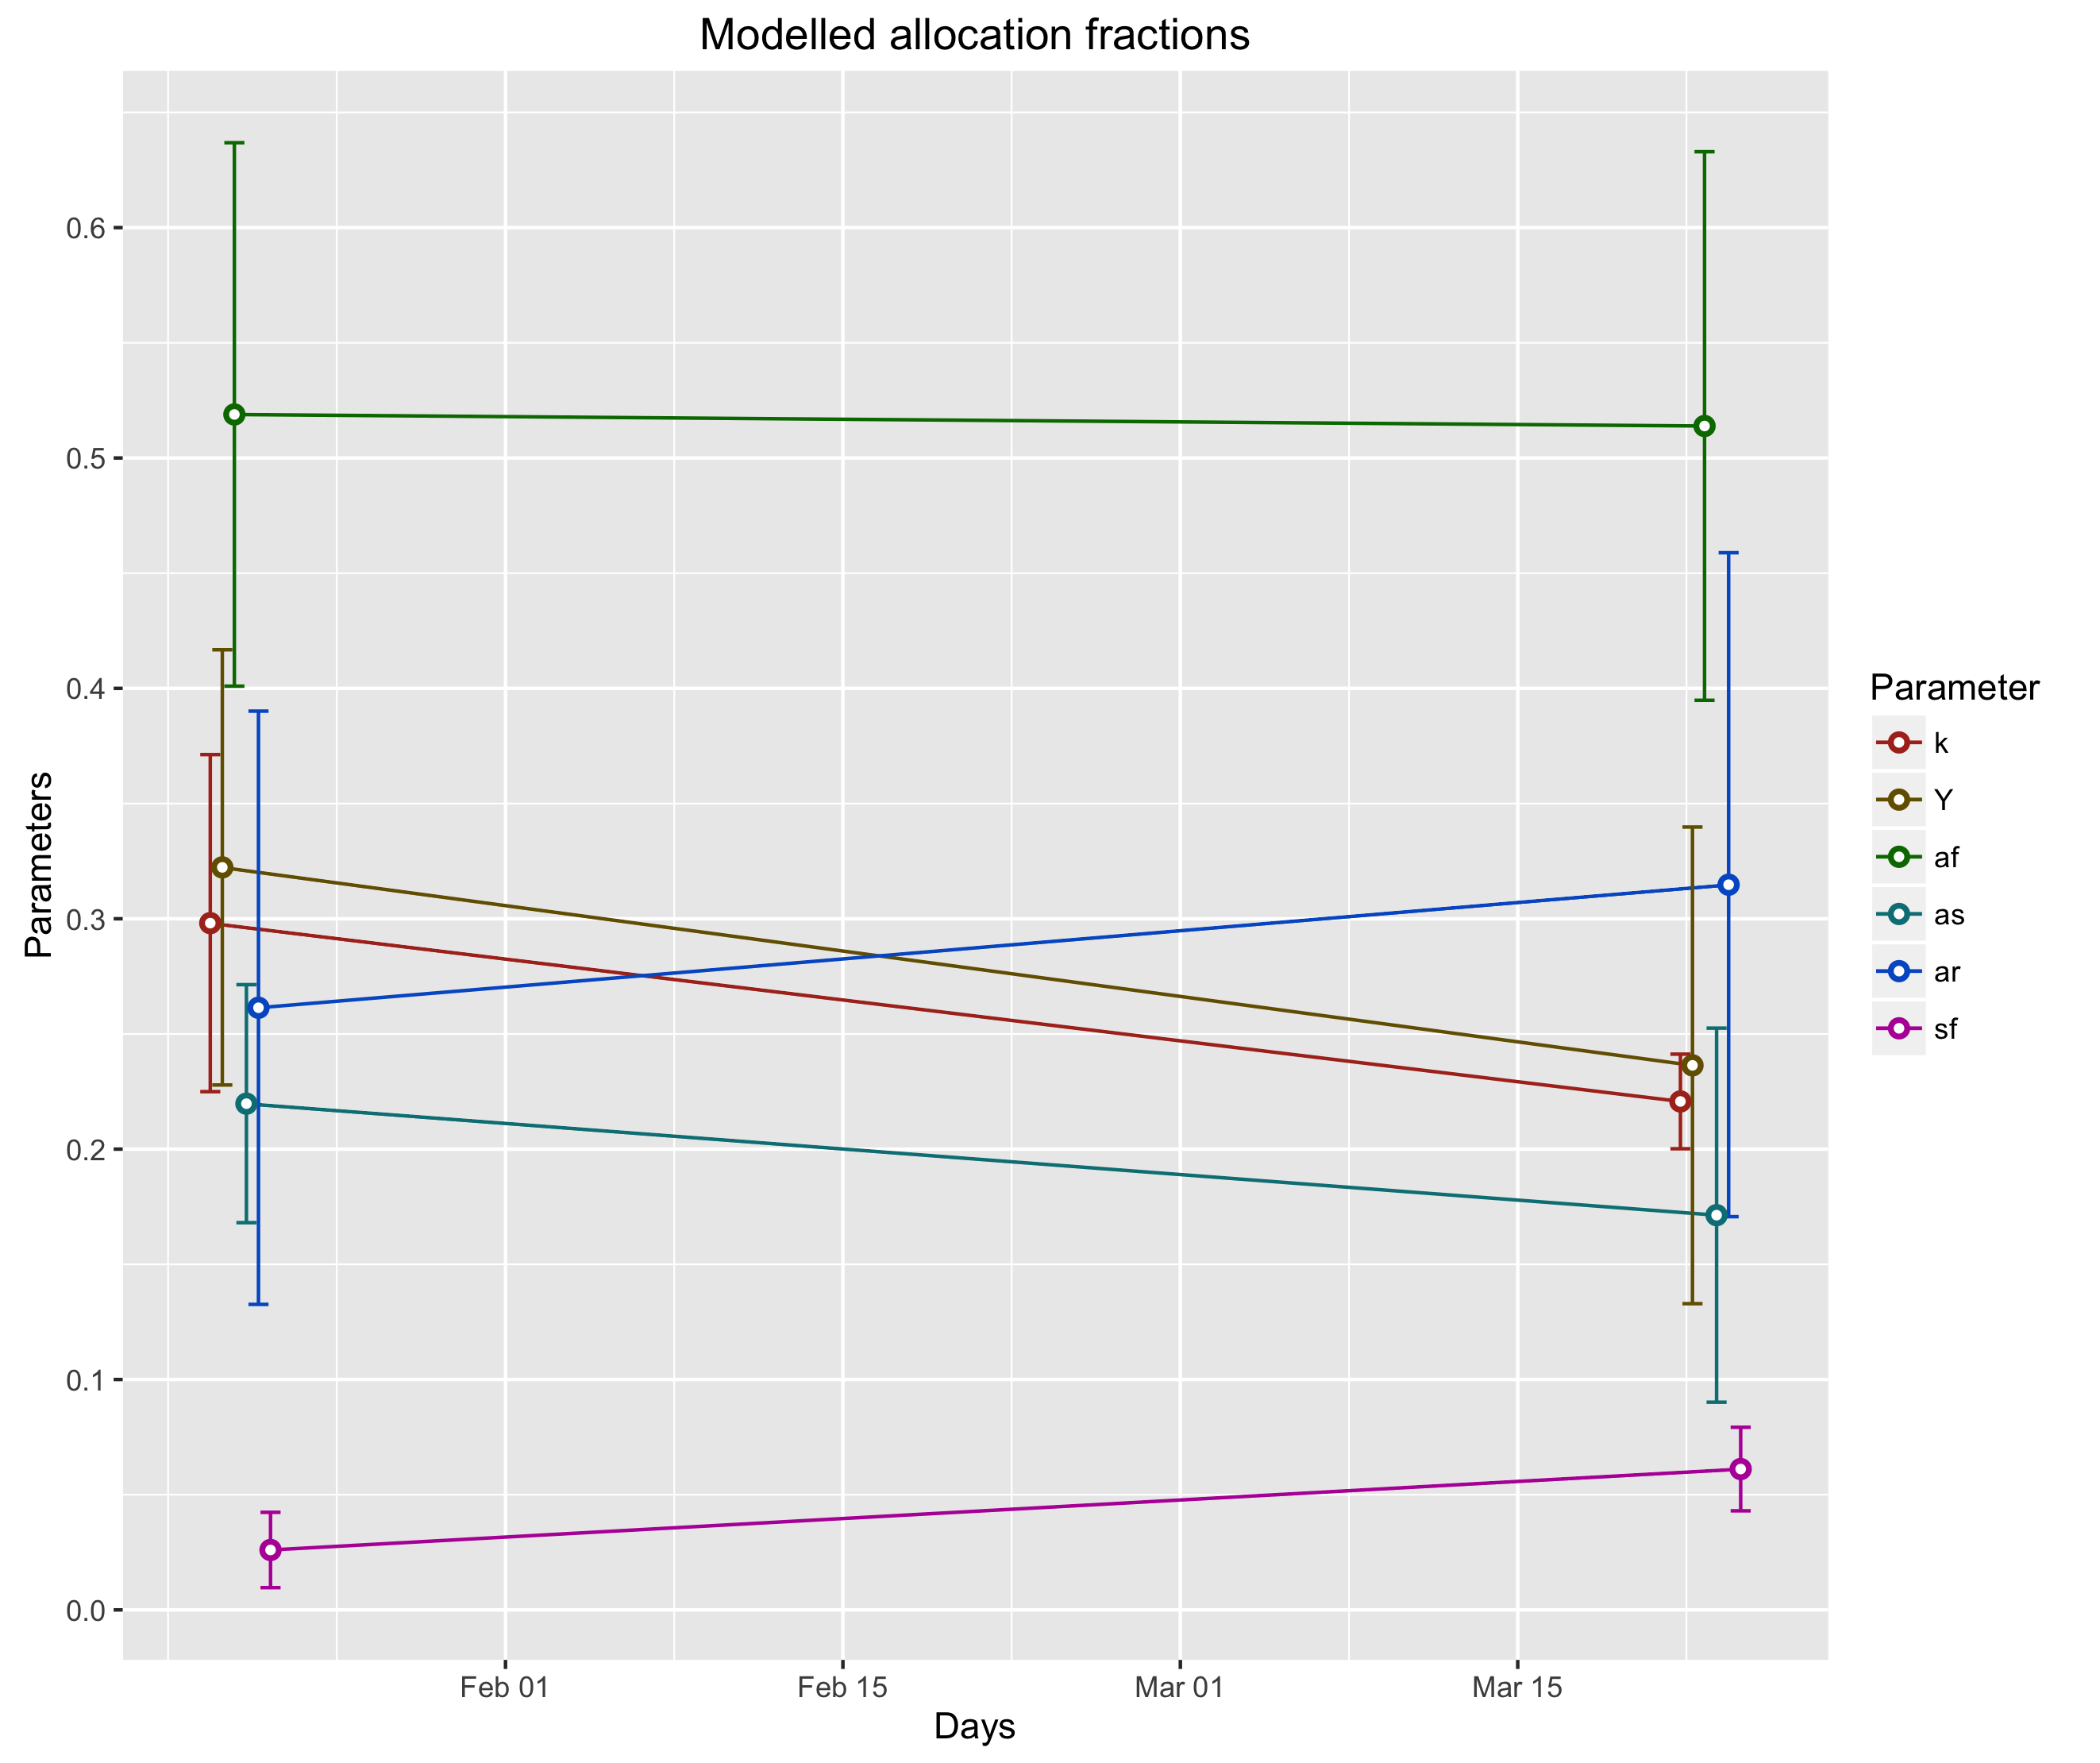 Modelled allocation fractions
Parameters
0.6
0.5
0.4
0.3
0.2
0.1
0.0
Feb 01
Feb 15
Mar 01
Mar 15
Days
Parameter
k
Y
af
as
ar
sf